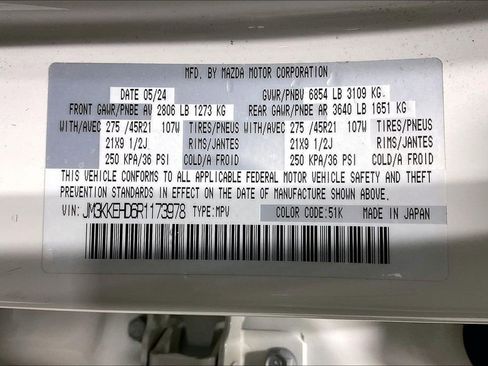 MFD. BY MAZDA MOTOR CORPORATION
DATE 05/24 GVWR/PNBV 6854 LB 3109 KG
FRONT GAWR/PNBE AV 2806 LB 1273 KG REAR GAWR/PNBE AR 3640 LB 1651 KG
WITH/AVEC 275 /45R21 107W TIRES/PNEUS WITH/AVEC 275 /45R21 107W TIRES/PNEUS
21X9 1/2J RIMS/JANTES 21X9 1/2J RIMS/JANTES
250 KPA/36 PSI COLD/A FROID 250 KPA/36 PSI COLD/A FROID
THIS VEHICLE CONFORMS TO ALL APPLICABLE FEDERAL MOTOR VEHICLE SAFETY AND THEFT
PREVENTION STANDARDS IN EFFECT ON THE DATE OF MANUFACTURE SHOWN ABOVE.
VIN: JM3KKEHD6R1173978 TYPE:MPV COLOR CODE:51K MADE IN JAPAN